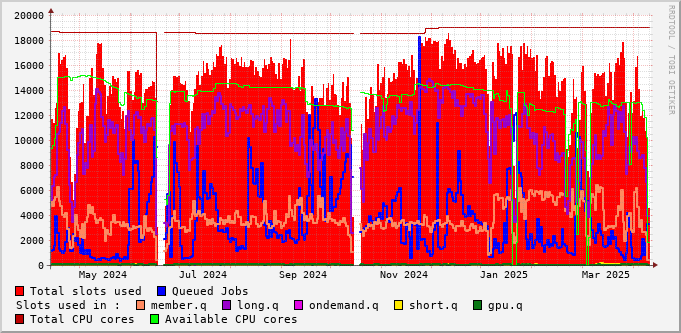 20000
18000
16000
14000
12000
10000
8000
6000
4000
2000
0
May 2024 Jul 2024 Sep 2024 Nov 2024 Jan 2025 Mar 2025
Total slots used Queued Jobs
Slots used in : member.q long.q ondemand.q short.q gpu.q
Total CPU cores Available CPU cores
RRDTOOL / TOBI OETIKER